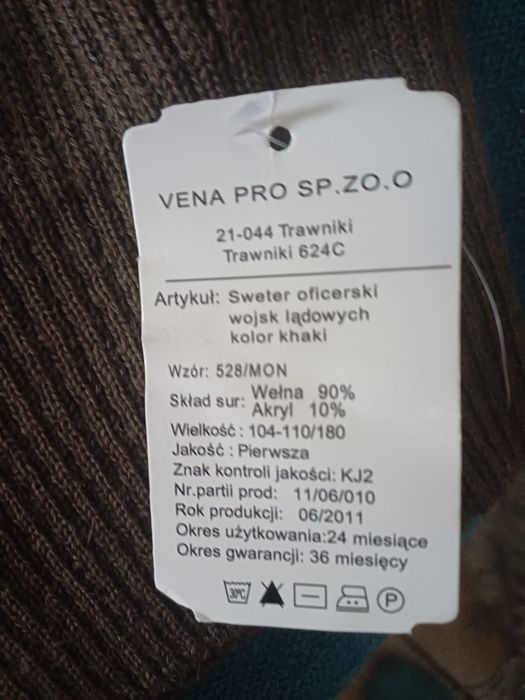 VENA PRO SP.ZO.O
21-044 Trawniki
Trawniki 624C
Artykuł: Sweter oficerski
wojsk lądowych
kolor khaki
Wzór: 528/MON
Skład sur: Wełna 90%
Akryl 10%
Wielkość : 104-110/180
Jakość : Pierwsza
Znak kontroli jakości: KJ2
Nr.partii prod: 11/06/010
Rok produkcji: 06/2011
Okres użytkowania:24 miesiące
Okres gwarancji: 36 miesięcy
30°C P